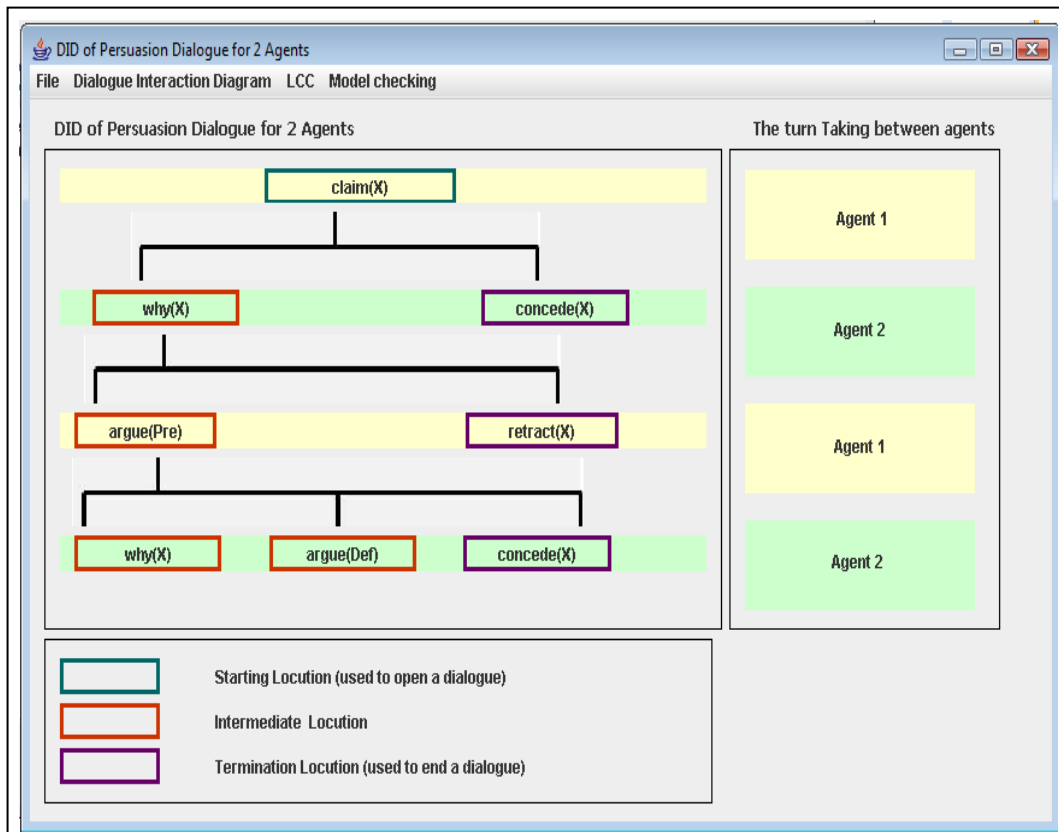 DID of Persuasion Dialogue for 2 Agents
File Dialogue Interaction Diagram LCC Model checking
DID of Persuasion Dialogue for 2 Agents
The turn Taking between agents
claim(X)
Agent 1
why(X) concede(X)
Agent 2
argue(Pre) retract(X)
Agent 1
why(X) argue(Def) concede(X)
Agent 2
Starting Locution (used to open a dialogue)
Intermediate Locution
Termination Locution (used to end a dialogue)